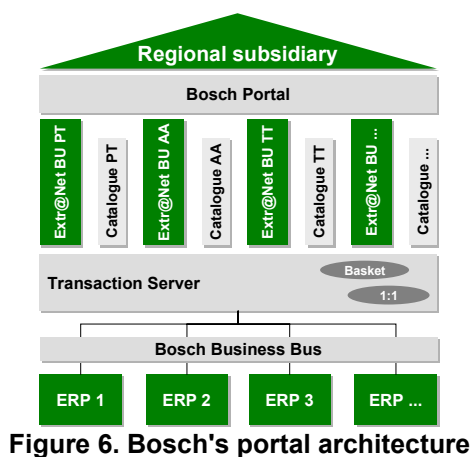 Regional subsidiary
Bosch Portal
Extr@Net BU PT
Catalogue PT
Extr@Net BU AA
Catalogue AA
Extr@Net BU TT
Catalogue TT
Extr@Net BU ...
Catalogue ...
Transaction Server
Basket
1:1
Bosch Business Bus
ERP 1
ERP 2
ERP 3
ERP ...
Figure 6. Bosch's portal architecture